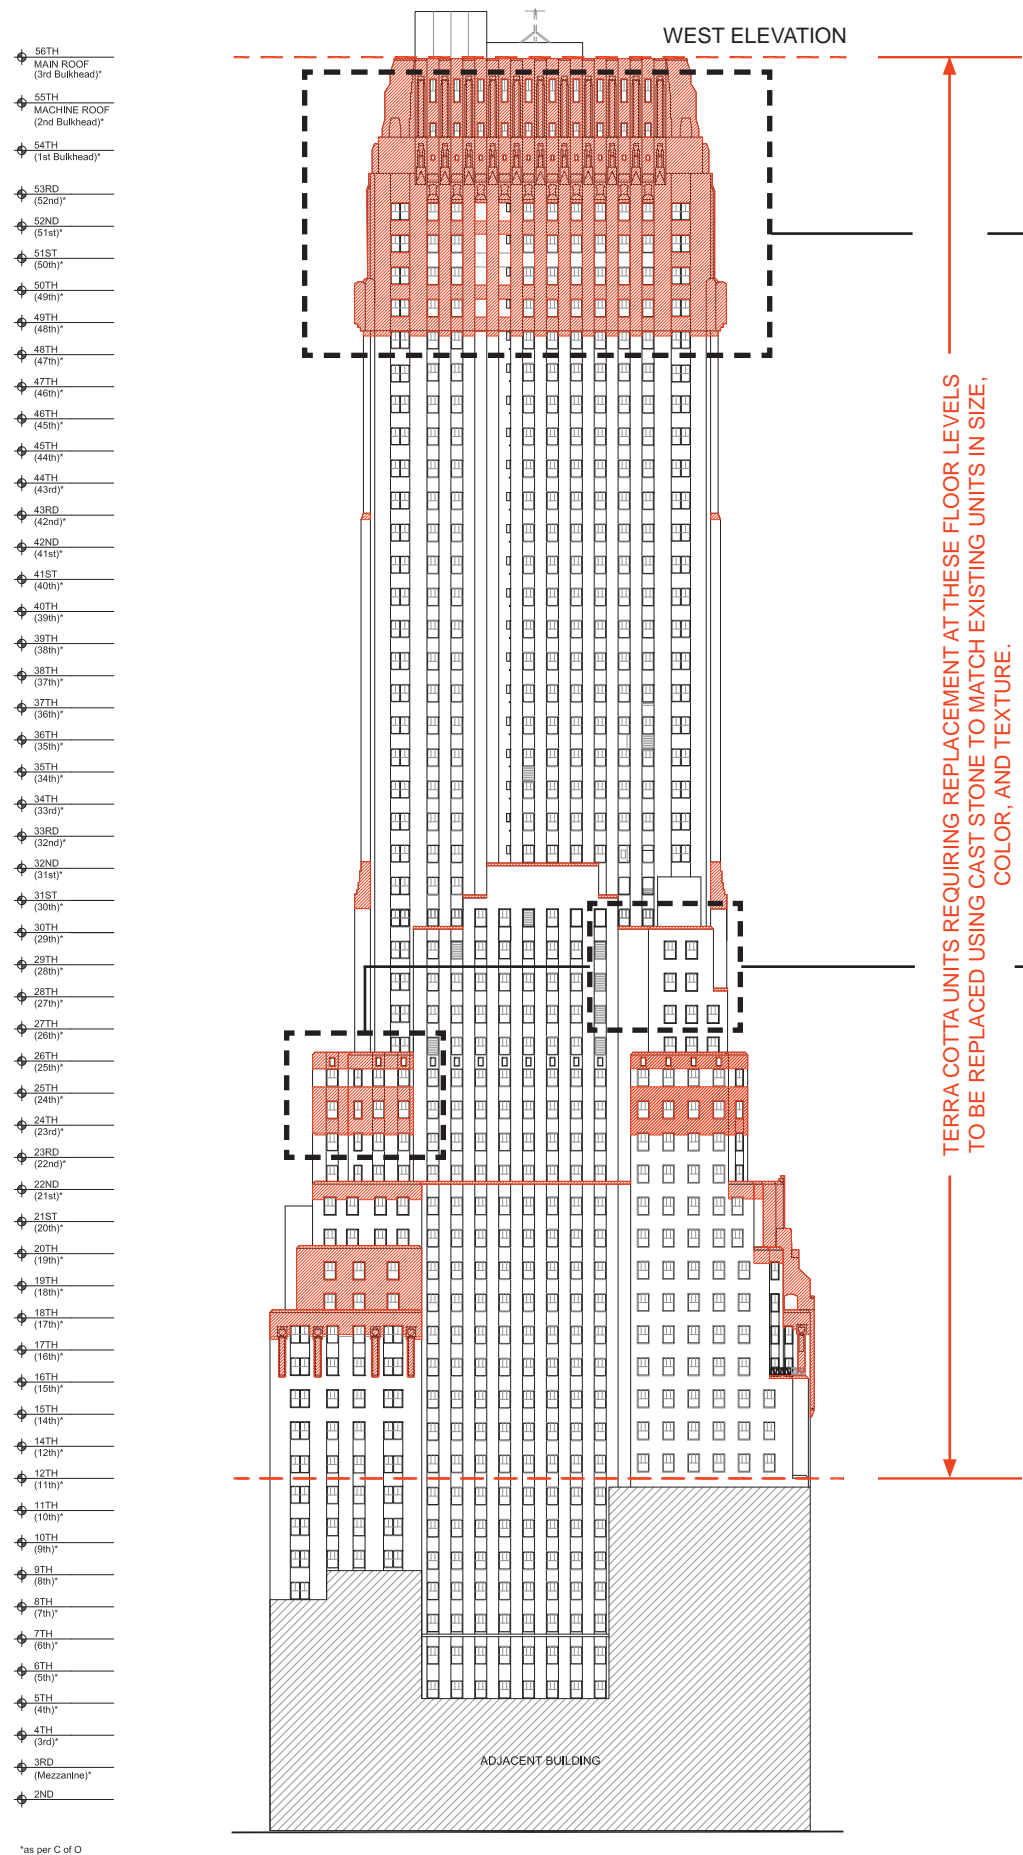 WEST ELEVATION
56TH
MAIN ROOF
(3rd Bulkhead)*
55TH
MACHINE ROOF
(2nd Bulkhead)*
54TH
(1st Bulkhead)*
53RD
(52nd)*
52ND
(51st)*
51ST
(50th)*
50TH
(49th)*
49TH
(48th)*
48TH
(47th)*
47TH
(46th)*
46TH
(45th)*
45TH
(44th)*
44TH
(43rd)*
43RD
(42nd)*
42ND
(41st)*
41ST
(40th)*
40TH
(39th)*
39TH
(38th)*
38TH
(37th)*
37TH
(36th)*
36TH
(35th)*
35TH
(34th)*
34TH
(33rd)*
33RD
(32nd)*
32ND
(31st)*
31ST
(30th)*
30TH
(29th)*
29TH
(28th)*
28TH
(27th)*
27TH
(26th)*
26TH
(25th)*
25TH
(24th)*
24TH
(23rd)*
23RD
(22nd)*
22ND
(21st)*
21ST
(20th)*
20TH
(19th)*
19TH
(18th)*
18TH
(17th)*
17TH
(16th)*
16TH
(15th)*
15TH
(14th)*
14TH
(12th)*
12TH
(11th)*
11TH
(10th)*
10TH
(9th)*
9TH
(8th)*
8TH
(7th)*
7TH
(6th)*
6TH
(5th)*
5TH
(4th)*
4TH
(3rd)*
3RD
(Mezzanine)*
2ND
*as per C of O
TERRA COTTA UNITS REQUIRING REPLACEMENT AT THESE FLOOR LEVELS
TO BE REPLACED USING CAST STONE TO MATCH EXISTING UNITS IN SIZE,
COLOR, AND TEXTURE.
ADJACENT BUILDING